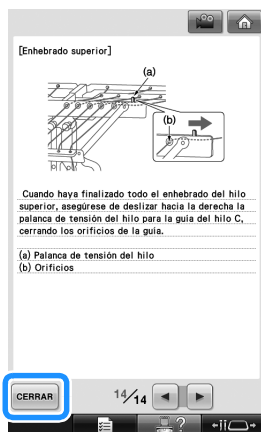 [Enhebrado superior]
(a)
(b)
Cuando haya finalizado todo el enhebrado del hilo
superior, asegúrese de deslizar hacia la derecha la
palanca de tensión del hilo para la guía del hilo C,
cerrando los orificios de la guía.
(a) Palanca de tensión del hilo
(b) Orificios
CERRAR
14/14
?